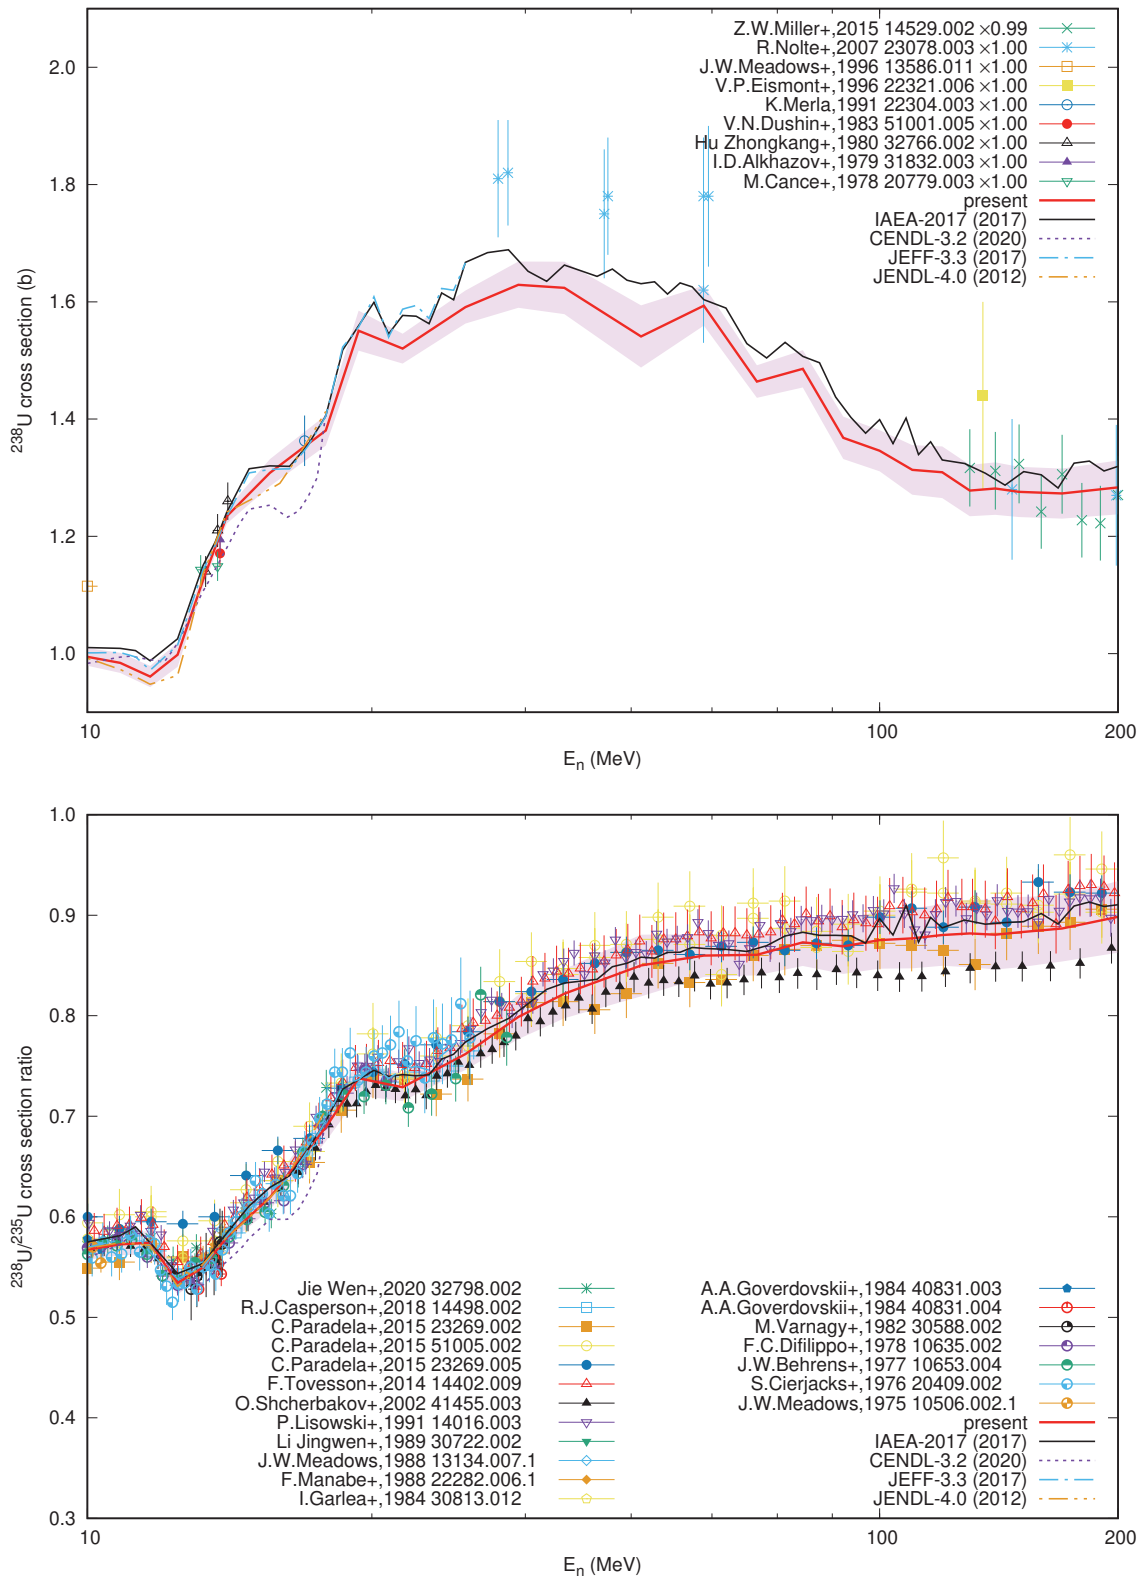 Z.W.Miller+,2015 14529.002 ×0.99
R.Nolte+,2007 23078.003 ×1.00
J.W.Meadows+,1996 13586.011 ×1.00
V.P.Eismont+,1996 22321.006 ×1.00
K.Merla,1991 22304.003 ×1.00
V.N.Dushin+,1983 51001.005 ×1.00
Hu Zhongkang+,1980 32766.002 ×1.00
I.D.Alkhazov+,1979 31832.003 ×1.00
M.Cance+,1978 20779.003 ×1.00
present
IAEA-2017 (2017)
CENDL-3.2 (2020)
JEFF-3.3 (2017)
JENDL-4.0 (2012)
2.0
1.8
1.6
1.4
1.2
1.0
²³⁸U cross section (b)
10 100 200
Eₙ (MeV)
1.0
0.9
0.8
0.7
0.6
0.5
0.4
0.3
²³⁸U/²³⁵U cross section ratio
Jie Wen+,2020 32798.002
R.J.Casperson+,2018 14498.002
C.Paradela+,2015 23269.002
C.Paradela+,2015 51005.002
C.Paradela+,2015 23269.005
F.Tovesson+,2014 14402.009
O.Shcherbakov+,2002 41455.003
P.Lisowski+,1991 14016.003
Li Jingwen+,1989 30722.002
J.W.Meadows,1988 13134.007.1
F.Manabe+,1988 22282.006.1
I.Garlea+,1984 30813.012
A.A.Goverdovskii+,1984 40831.003
A.A.Goverdovskii+,1984 40831.004
M.Varnagy+,1982 30588.002
F.C.Difilippo+,1978 10635.002
J.W.Behrens+,1977 10653.004
S.Cierjacks+,1976 20409.002
J.W.Meadows,1975 10506.002.1
present
IAEA-2017 (2017)
CENDL-3.2 (2020)
JEFF-3.3 (2017)
JENDL-4.0 (2012)
10 100 200
Eₙ (MeV)